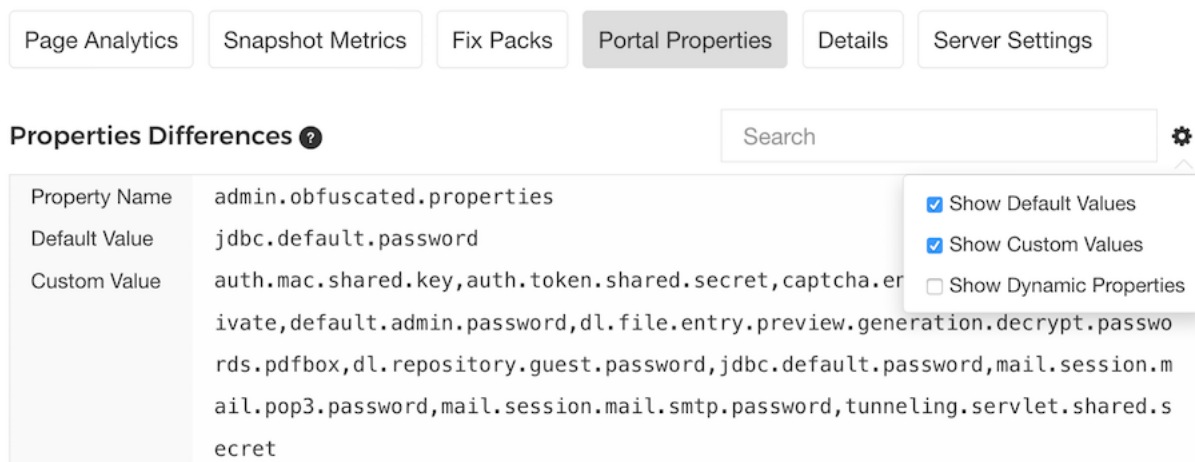 Page Analytics Snapshot Metrics Fix Packs Portal Properties Details Server Settings
Properties Differences ? Search
Property Name admin.obfuscated.properties
Show Default Values
Default Value jdbc.default.password
Show Custom Values
Custom Value auth.mac.shared.key,auth.token.shared.secret,captcha.en
Show Dynamic Properties
ivate,default.admin.password,dl.file.entry.preview.generation.decrypt.passwo
rds.pdfbox,dl.repository.guest.password,jdbc.default.password,mail.session.m
ail.pop3.password,mail.session.mail.smtp.password,tunneling.servlet.shared.s
ecret